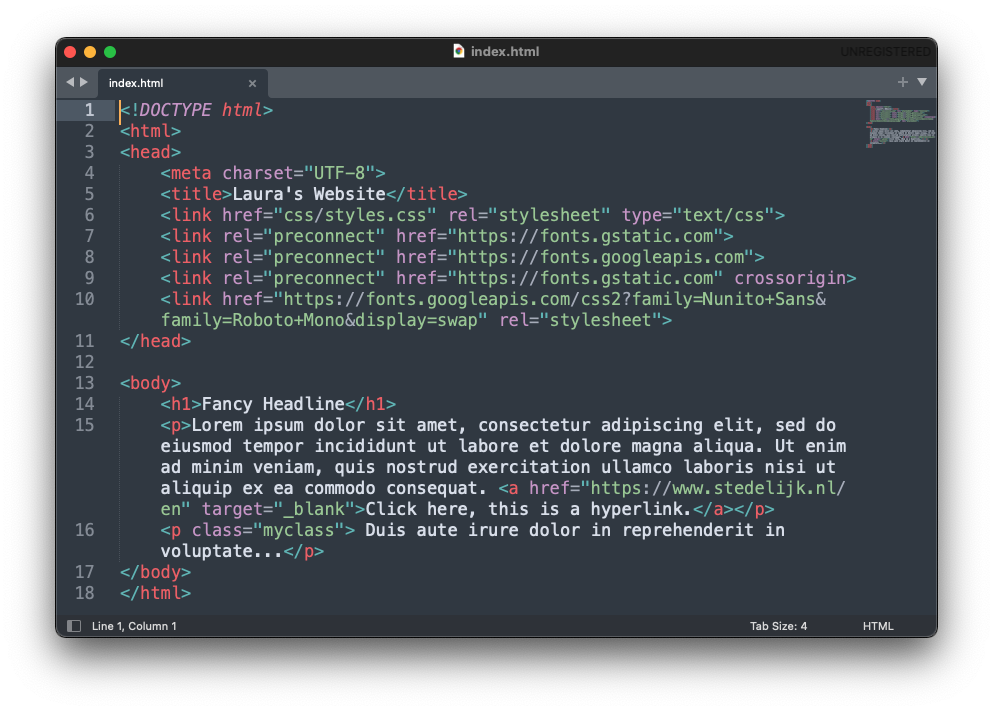 index.html
UNREGISTERED
index.html
1 <!DOCTYPE html>
2 <html>
3 <head>
4 <meta charset="UTF-8">
5 <title>Laura's Website</title>
6 <link href="css/styles.css" rel="stylesheet" type="text/css">
7 <link rel="preconnect" href="https://fonts.gstatic.com">
8 <link rel="preconnect" href="https://fonts.googleapis.com">
9 <link rel="preconnect" href="https://fonts.gstatic.com" crossorigin>
10 <link href="https://fonts.googleapis.com/css2?family=Nunito+Sans&
family=Roboto+Mono&display=swap" rel="stylesheet">
11 </head>
12
13 <body>
14 <h1>Fancy Headline</h1>
15 <p>Lorem ipsum dolor sit amet, consectetur adipiscing elit, sed do
eiusmod tempor incididunt ut labore et dolore magna aliqua. Ut enim
ad minim veniam, quis nostrud exercitation ullamco laboris nisi ut
aliquip ex ea commodo consequat. <a href="https://www.stedelijk.nl/
en" target="_blank">Click here, this is a hyperlink.</a></p>
16 <p class="myclass"> Duis aute irure dolor in reprehenderit in
voluptate...</p>
17 </body>
18 </html>
Line 1, Column 1
Tab Size: 4
HTML